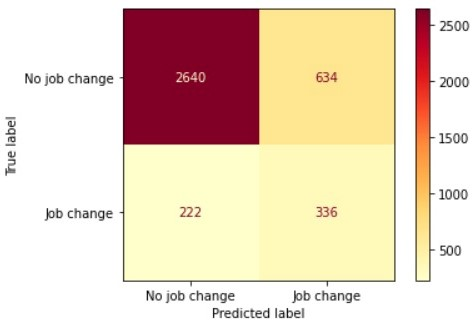 No job change
Job change
True label
2640
634
222
336
No job change
Job change
Predicted label
2500
2000
1500
1000
500